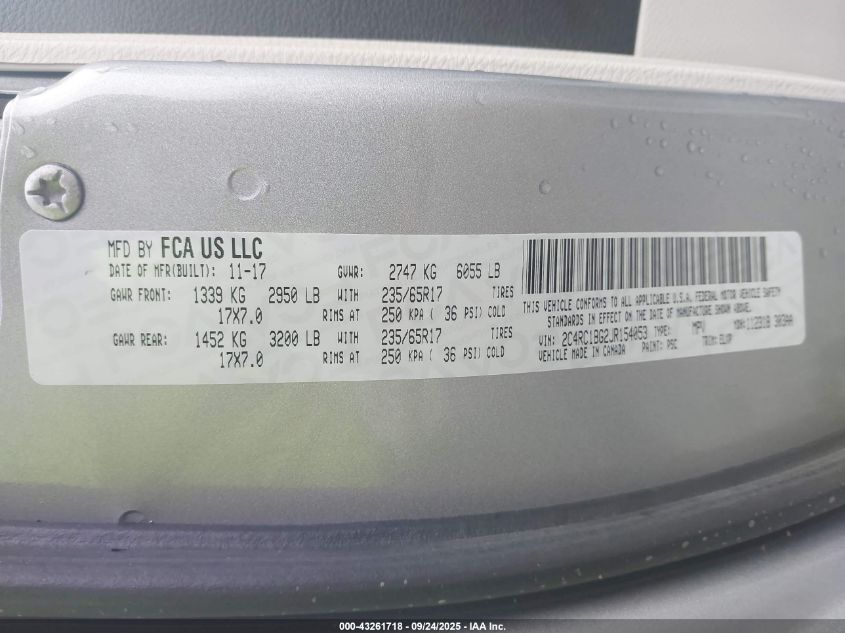 MFD BY FCA US LLC
DATE OF MFR(BUILT): 11-17 GVWR: 2747 KG 6055 LB
GAWR FRONT: 1339 KG 2950 LB WITH 235/65R17 TIRES
17X7.0 RIMS AT 250 KPA ( 36 PSI) COLD
GAWR REAR: 1452 KG 3200 LB WITH 235/65R17 TIRES
17X7.0 RIMS AT 250 KPA ( 36 PSI) COLD
THIS VEHICLE CONFORMS TO ALL APPLICABLE U.S.A. FEDERAL MOTOR VEHICLE SAFETY
STANDARDS IN EFFECT ON THE DATE OF MANUFACTURE SHOWN ABOVE.
VIN: 2C4RC1BG2JR154053 TYPE: MPV MDH: 112318 303AA
VEHICLE MADE IN CANADA PAINT: PSC TRIM:
000-43261718 - 09/24/2025 - IAA Inc.